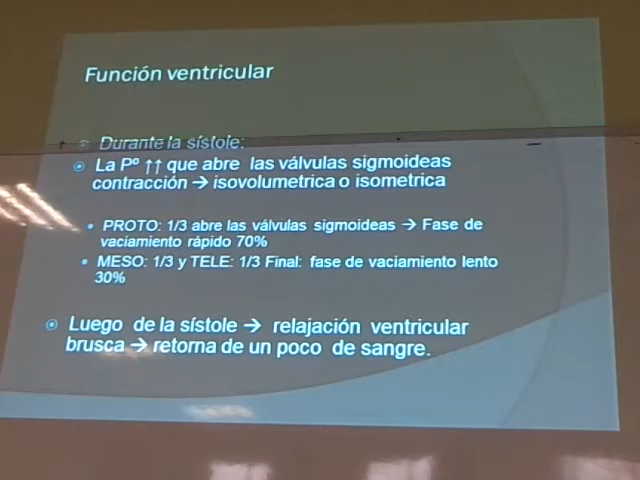 Función ventricular
Durante la sístole:
La Pº ↑↑ que abre las válvulas sigmoideas
contracción → isovolumetrica o isometrica
PROTO: 1/3 abre las válvulas sigmoideas → Fase de
vaciamiento rápido 70%
MESO: 1/3 y TELE: 1/3 Final: fase de vaciamiento lento
30%
Luego de la sístole → relajación ventricular
brusca → retorna de un poco de sangre.